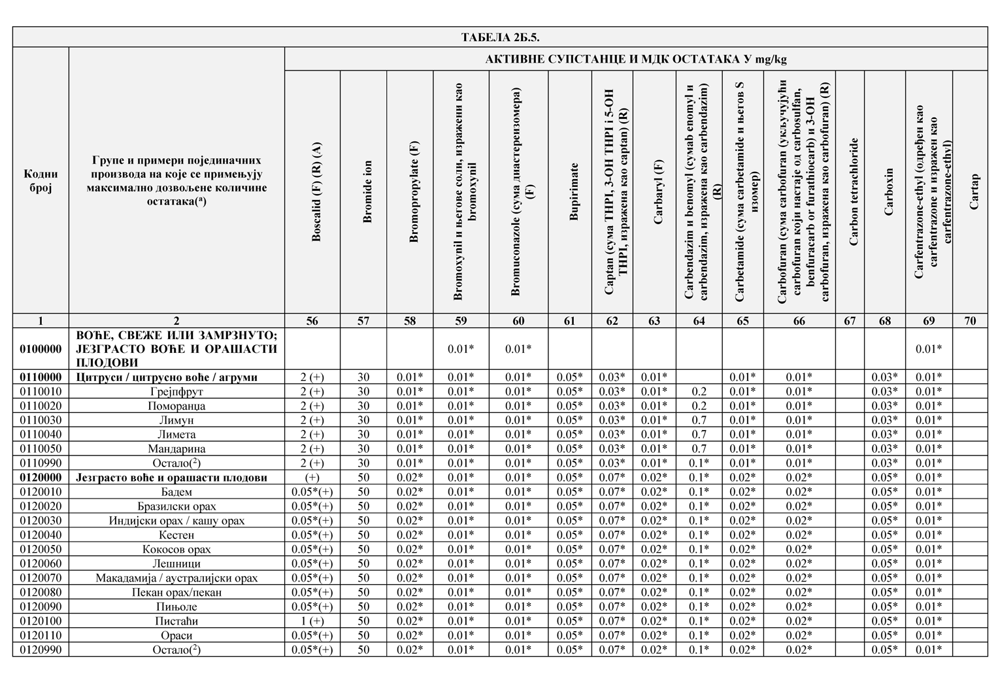 ТАБЕЛА 2Б.5.
АКТИВНЕ СУПСТАНЦЕ И МДК ОСТАТАКА У mg/kg
Кодни
број
Групе и примери појединачних
производа на које се примењују
максимално дозвољене количине
остатака(ᵃ)
Boscalid (F) (R) (A)
Bromide ion
Bromopropylate (F)
Bromoxynil и његове соли, изражени као
bromoxynil
Bromuconazole (сума диастереизомера)
(F)
Bupirimate
Captan (сума THPI, 3-OH THPI i 5-OH
THPI, изражена као captan) (R)
Carbaryl (F)
Carbendazim и benomyl (сумаb enomyl и
carbendazim, изражена као carbendazim)
(R)
Carbetamide (сума carbetamide и његов S
изомер)
Carbofuran (сума carbofuran (укључујући
carbofuran који настаје од carbosulfan,
benfuracarb or furathiocarb) и 3-OH
carbofuran, изражена као carbofuran) (R)
Carbon tetrachloride
Carboxin
Carfentrazone-ethyl (одређен као
carfentrazone и изражен као
carfentrazone-ethyl)
Cartap
1 2 56 57 58 59 60 61 62 63 64 65 66 67 68 69 70
0100000 ВОЋЕ, СВЕЖЕ ИЛИ ЗАМРЗНУТО;
ЈЕЗГРАСТО ВОЋЕ И ОРАШАСТИ
ПЛОДОВИ 0.01* 0.01* 0.01*
0110000 Цитруси / цитрусно воће / агруми 2 (+) 30 0.01* 0.01* 0.01* 0.05* 0.03* 0.01* 0.01* 0.01* 0.03* 0.01*
0110010 Грејпфрут 2 (+) 30 0.01* 0.01* 0.01* 0.05* 0.03* 0.01* 0.2 0.01* 0.01* 0.03* 0.01*
0110020 Поморанџа 2 (+) 30 0.01* 0.01* 0.01* 0.05* 0.03* 0.01* 0.2 0.01* 0.01* 0.03* 0.01*
0110030 Лимун 2 (+) 30 0.01* 0.01* 0.01* 0.05* 0.03* 0.01* 0.7 0.01* 0.01* 0.03* 0.01*
0110040 Лимета 2 (+) 30 0.01* 0.01* 0.01* 0.05* 0.03* 0.01* 0.7 0.01* 0.01* 0.03* 0.01*
0110050 Мандарина 2 (+) 30 0.01* 0.01* 0.01* 0.05* 0.03* 0.01* 0.7 0.01* 0.01* 0.03* 0.01*
0110990 Остало(²) 2 (+) 30 0.01* 0.01* 0.01* 0.05* 0.03* 0.01* 0.1* 0.01* 0.01* 0.03* 0.01*
0120000 Језграсто воће и орашасти плодови (+) 50 0.02* 0.01* 0.01* 0.05* 0.07* 0.02* 0.1* 0.02* 0.02* 0.05* 0.01*
0120010 Бадем 0.05*(+) 50 0.02* 0.01* 0.01* 0.05* 0.07* 0.02* 0.1* 0.02* 0.02* 0.05* 0.01*
0120020 Бразилски орах 0.05*(+) 50 0.02* 0.01* 0.01* 0.05* 0.07* 0.02* 0.1* 0.02* 0.02* 0.05* 0.01*
0120030 Индијски орах / кашу орах 0.05*(+) 50 0.02* 0.01* 0.01* 0.05* 0.07* 0.02* 0.1* 0.02* 0.02* 0.05* 0.01*
0120040 Кестен 0.05*(+) 50 0.02* 0.01* 0.01* 0.05* 0.07* 0.02* 0.1* 0.02* 0.02* 0.05* 0.01*
0120050 Кокосов орах 0.05*(+) 50 0.02* 0.01* 0.01* 0.05* 0.07* 0.02* 0.1* 0.02* 0.02* 0.05* 0.01*
0120060 Лешници 0.05*(+) 50 0.02* 0.01* 0.01* 0.05* 0.07* 0.02* 0.1* 0.02* 0.02* 0.05* 0.01*
0120070 Макадамија / аустралијски орах 0.05*(+) 50 0.02* 0.01* 0.01* 0.05* 0.07* 0.02* 0.1* 0.02* 0.02* 0.05* 0.01*
0120080 Пекан орах/пекан 0.05*(+) 50 0.02* 0.01* 0.01* 0.05* 0.07* 0.02* 0.1* 0.02* 0.02* 0.05* 0.01*
0120090 Пињоле 0.05*(+) 50 0.02* 0.01* 0.01* 0.05* 0.07* 0.02* 0.1* 0.02* 0.02* 0.05* 0.01*
0120100 Пистаћи 1 (+) 50 0.02* 0.01* 0.01* 0.05* 0.07* 0.02* 0.1* 0.02* 0.02* 0.05* 0.01*
0120110 Ораси 0.05*(+) 50 0.02* 0.01* 0.01* 0.05* 0.07* 0.02* 0.1* 0.02* 0.02* 0.05* 0.01*
0120990 Остало(²) 0.05*(+) 50 0.02* 0.01* 0.01* 0.05* 0.07* 0.02* 0.1* 0.02* 0.02* 0.05* 0.01*